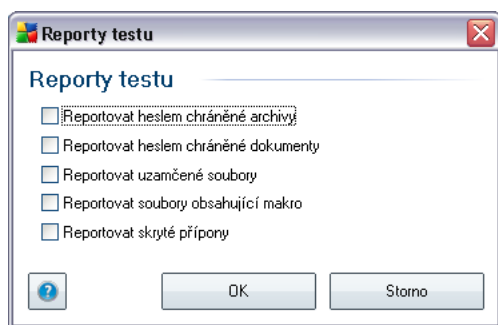 Reporty testu
Reporty testu
Reportovat heslem chráněné archivy
Reportovat heslem chráněné dokumenty
Reportovat uzamčené soubory
Reportovat soubory obsahující makro
Reportovat skryté přípony
?
OK
Storno